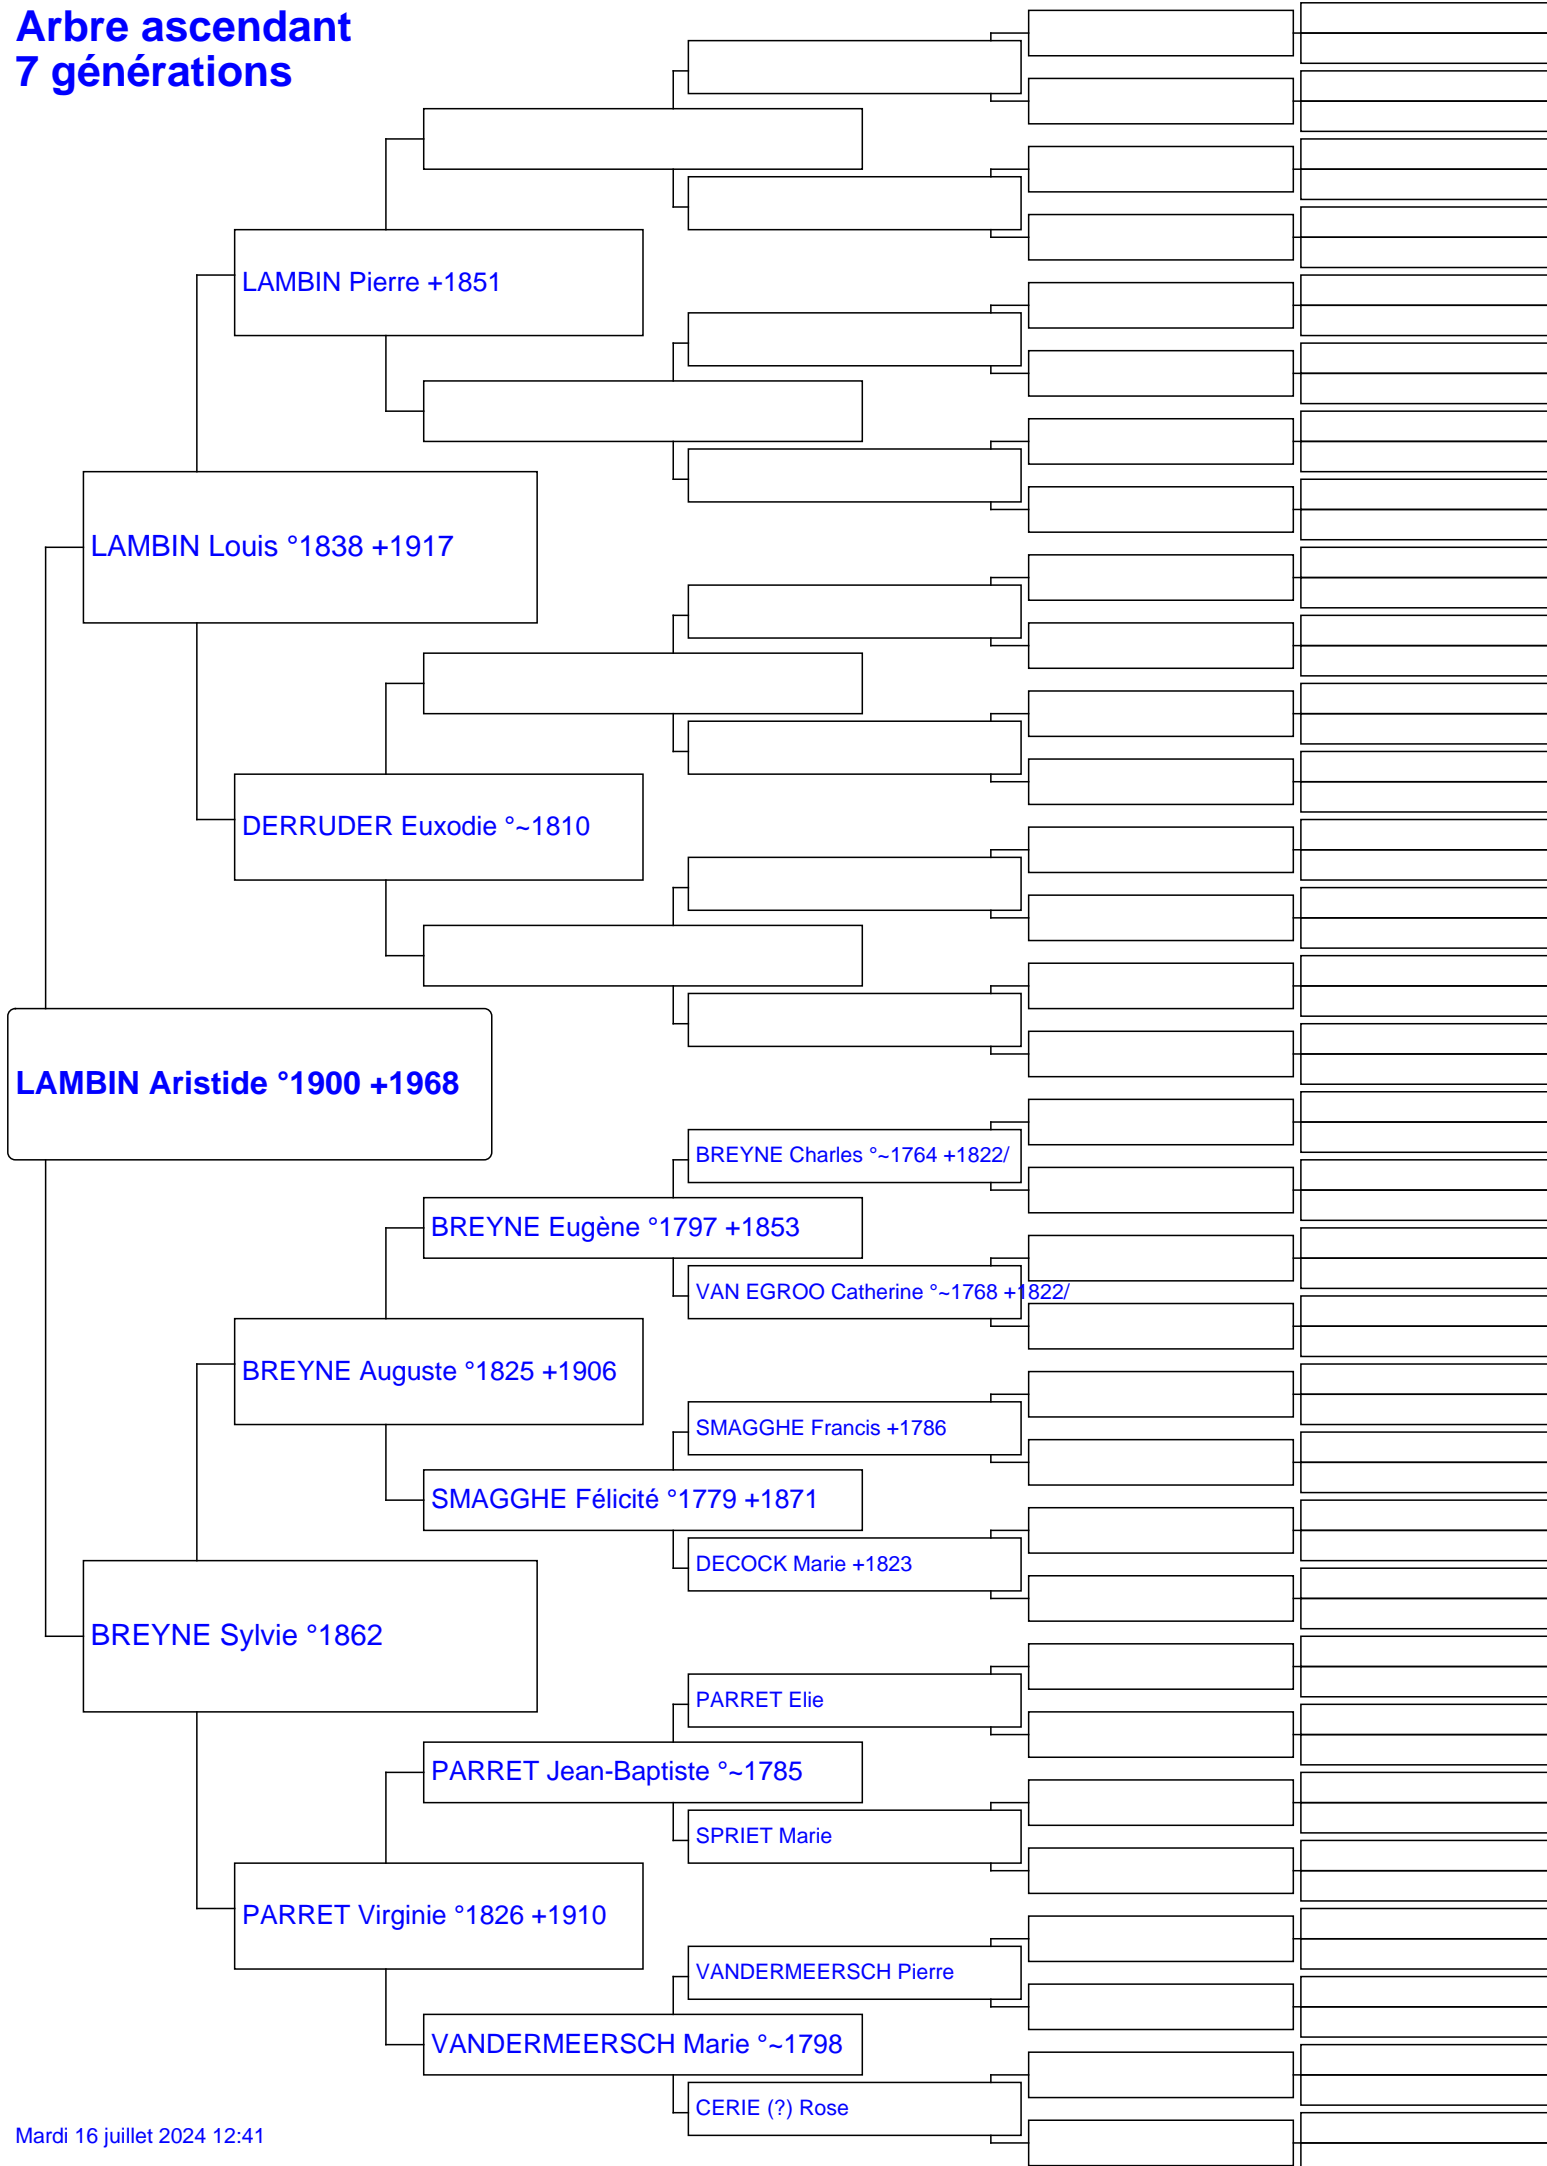 Arbre ascendant
7 générations
LAMBIN Pierre +1851
LAMBIN Louis °1838 +1917
DERRUDER Euxodie °~1810
LAMBIN Aristide °1900 +1968
BREYNE Charles °~1764 +1822/
BREYNE Eugène °1797 +1853
VAN EGROO Catherine °~1768 +1822/
BREYNE Auguste °1825 +1906
SMAGGHE Francis +1786
SMAGGHE Félicité °1779 +1871
DECOCK Marie +1823
BREYNE Sylvie °1862
PARRET Elie
PARRET Jean-Baptiste °~1785
SPRIET Marie
PARRET Virginie °1826 +1910
VANDERMEERSCH Pierre
VANDERMEERSCH Marie °~1798
CERIE (?) Rose
Mardi 16 juillet 2024 12:41